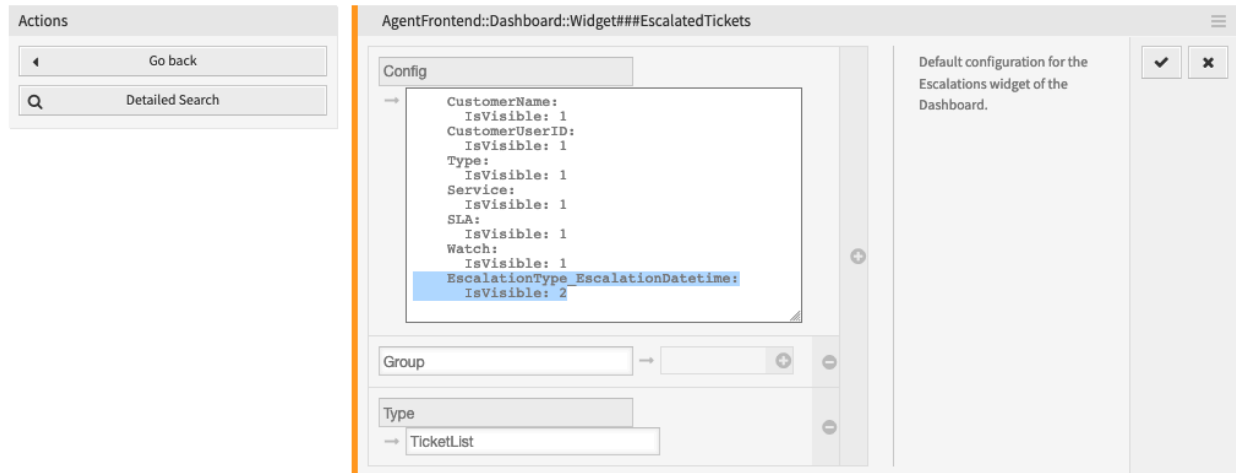 Actions
Go back
Detailed Search
AgentFrontend::Dashboard::Widget###EscalatedTickets
Config
CustomerName:
IsVisible: 1
CustomerUserID:
IsVisible: 1
Type:
IsVisible: 1
Service:
IsVisible: 1
SLA:
IsVisible: 1
Watch:
IsVisible: 1
EscalationType_EscalationDatetime:
IsVisible: 2
Group
Type
TicketList
Default configuration for the
Escalations widget of the
Dashboard.